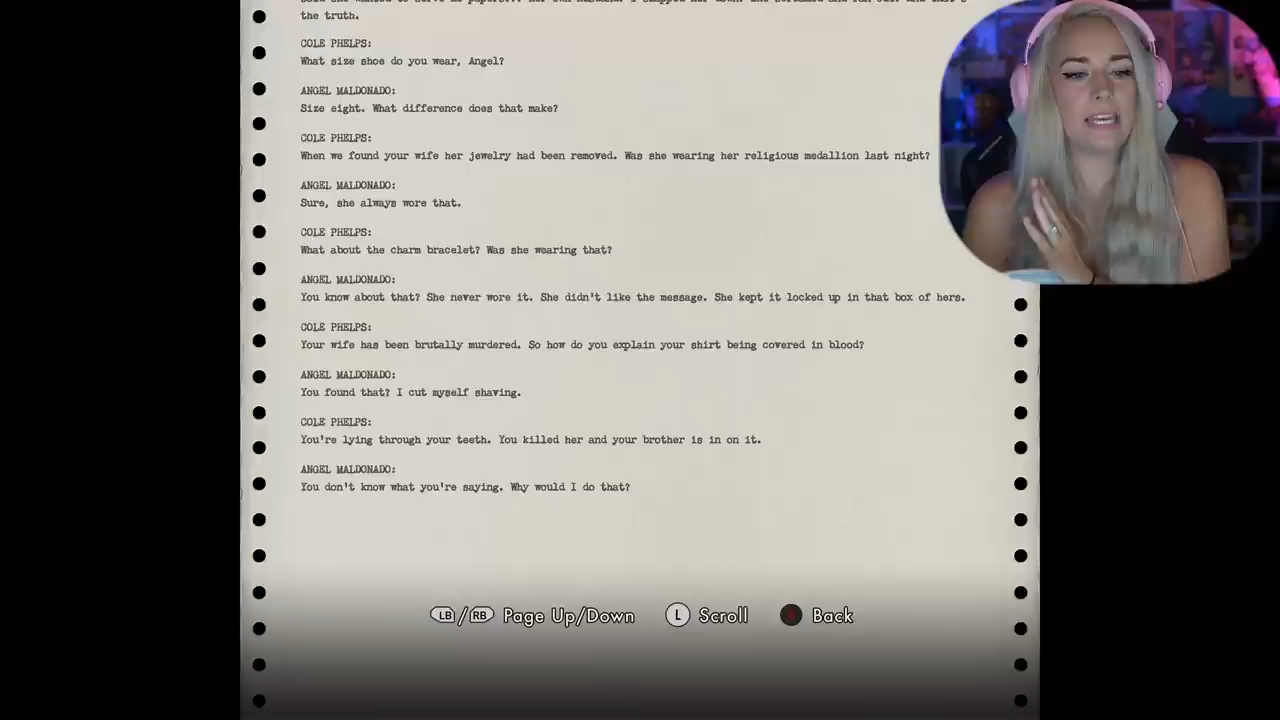 the truth.
COLE PHELPS:
What size shoe do you wear, Angel?
ANGEL MALDONADO:
Size eight. What difference does that make?
COLE PHELPS:
When we found your wife her jewelry had been removed. Was she wearing her religious medallion last night?
ANGEL MALDONADO:
Sure, she always wore that.
COLE PHELPS:
What about the charm bracelet? Was she wearing that?
ANGEL MALDONADO:
You know about that? She never wore it. She didn't like the message. She kept it locked up in that box of hers.
COLE PHELPS:
Your wife has been brutally murdered. So how do you explain your shirt being covered in blood?
ANGEL MALDONADO:
You found that? I cut myself shaving.
COLE PHELPS:
You're lying through your teeth. You killed her and your brother is in on it.
ANGEL MALDONADO:
You don't know what you're saying. Why would I do that?
LB/RB Page Up/Down L Scroll Back